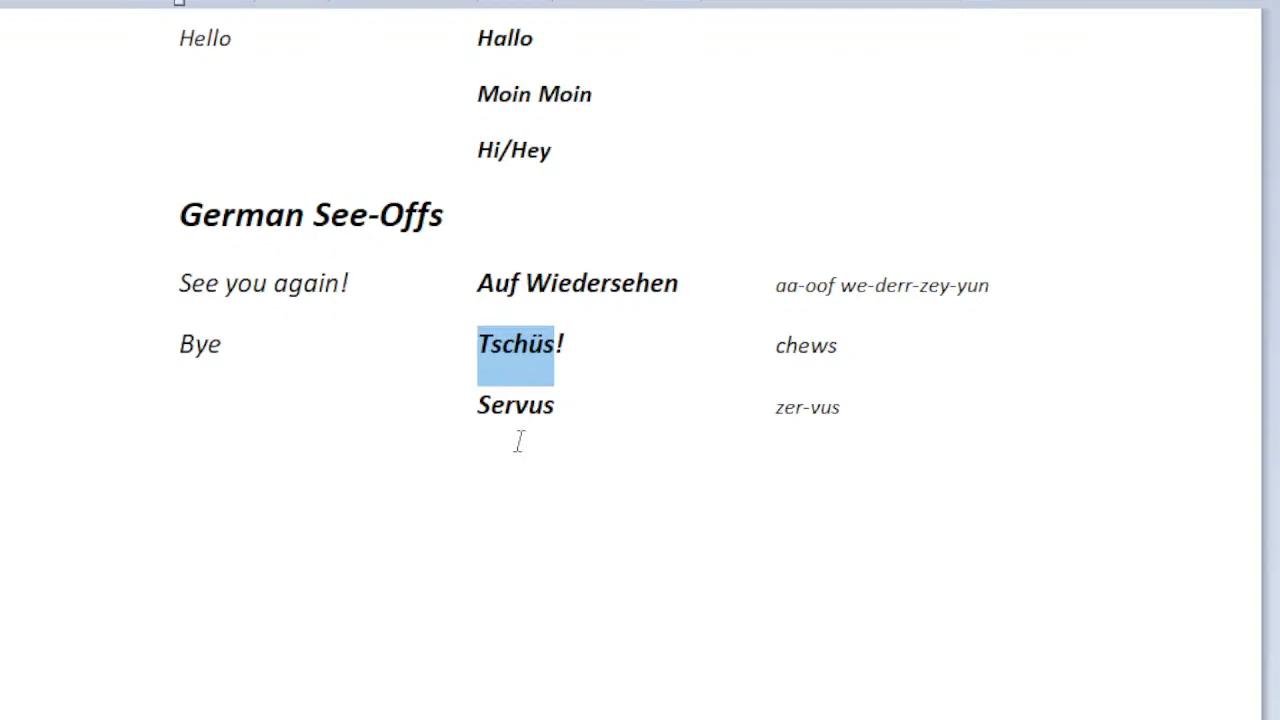 Hello Hallo
Moin Moin
Hi/Hey
German See-Offs
See you again! Auf Wiedersehen aa-oof we-derr-zey-yun
Bye Tschüs! chews
Servus zer-vus